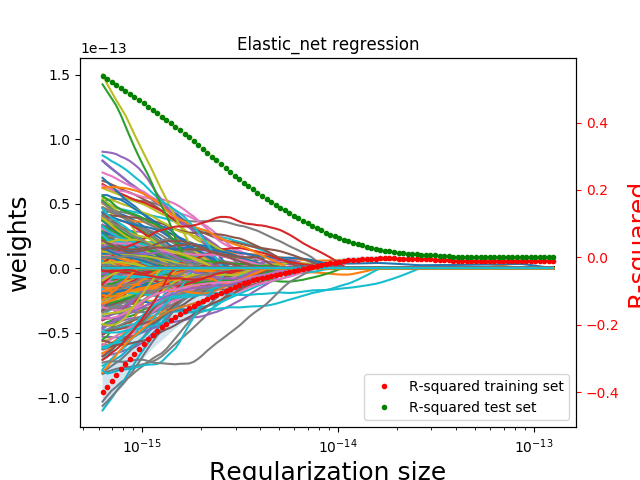 Elastic_net regression
1e−13
1.5
1.0
0.5
0.0
−0.5
−1.0
weights
0.4
0.2
0.0
−0.2
−0.4
R-squared
R-squared training set
R-squared test set
10⁻¹⁵
10⁻¹⁴
10⁻¹³
Regularization size